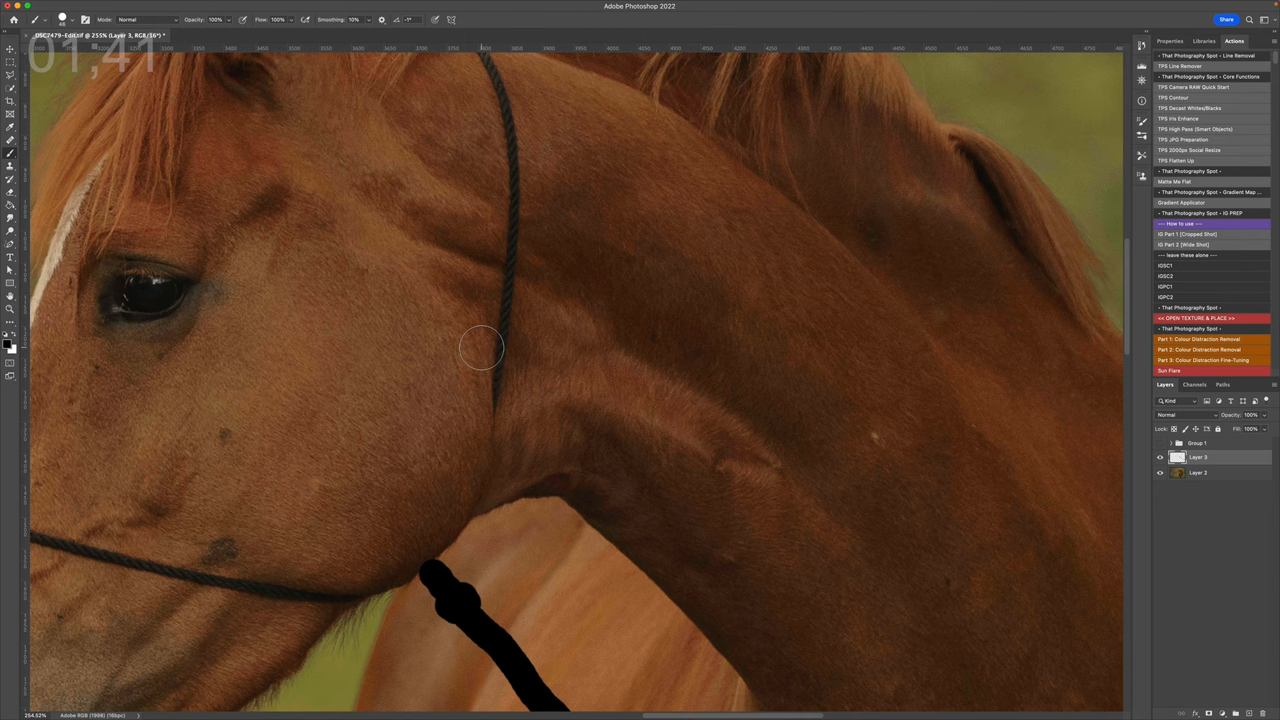 Adobe Photoshop 2022
46
Mode: Normal
Opacity: 100%
Flow: 100%
Smoothing: 10%
-1°
Share
_DSC7479-Edit.tif @ 255% (Layer 3, RGB/16*) *
01;41
Properties
Libraries
Actions
• That Photography Spot • Line Removal
TPS Line Remover
• That Photography Spot • Core Functions
TPS Camera RAW Quick Start
TPS Contour
TPS Decast Whites/Blacks
TPS Iris Enhance
TPS High Pass (Smart Objects)
TPS JPG Preparation
TPS 2000px Social Resize
TPS Flatten Up
• That Photography Spot •
Matte Me Flat
• That Photography Spot • Gradient Map ...
Gradient Applicator
• That Photography Spot • IG PREP
--- How to use ---
IG Part 1 [Cropped Shot]
IG Part 2 [Wide Shot]
--- leave these alone ---
IGSC1
IGSC2
IGPC1
IGPC2
• That Photography Spot •
<< OPEN TEXTURE & PLACE >>
• That Photography Spot •
Part 1: Colour Distraction Removal
Part 2: Colour Distraction Removal
Part 3: Colour Distraction Fine-Tuning
Sun Flare
Layers
Channels
Paths
Kind
Normal
Opacity: 100%
Lock:
Fill: 100%
Group 1
Layer 3
Layer 2
254.52%
Adobe RGB (1998) (16bpc)